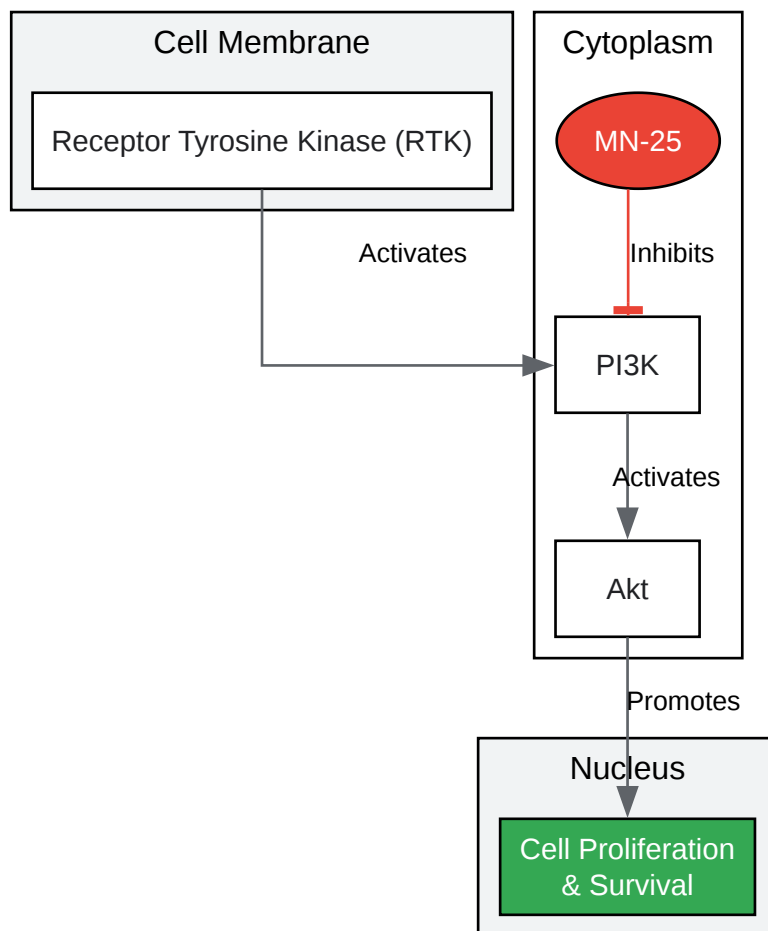 Cell Membrane
Receptor Tyrosine Kinase (RTK)
Cytoplasm
MN-25
Activates
Inhibits
PI3K
Activates
Akt
Promotes
Nucleus
Cell Proliferation
& Survival